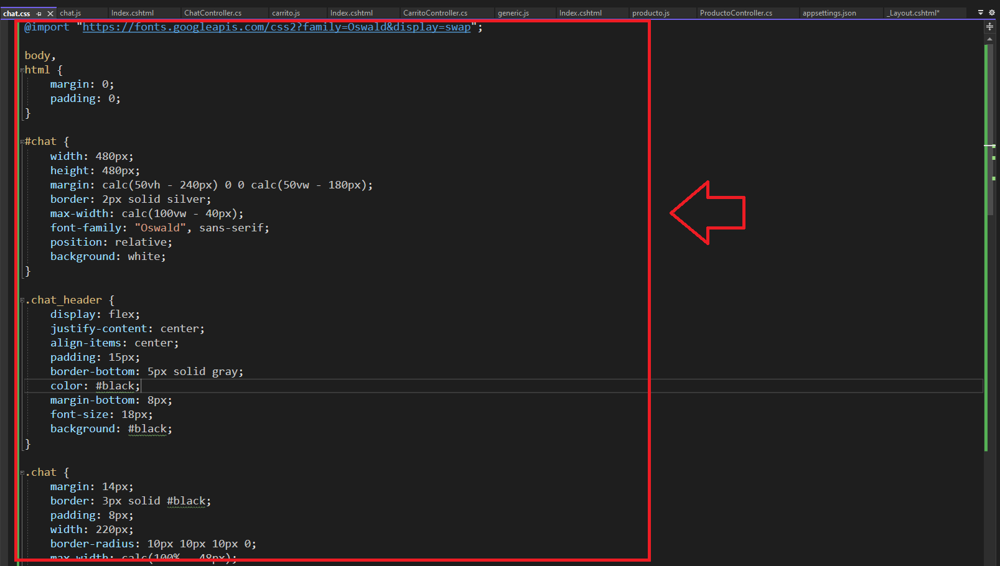 chat.css chat.js Index.cshtml ChatController.cs carrito.js Index.cshtml CarritoController.cs generic.js Index.cshtml producto.js ProductoController.cs appsettings.json _Layout.cshtml*
@import "https://fonts.googleapis.com/css2?family=Oswald&display=swap";
body,
html {
margin: 0;
padding: 0;
}
#chat {
width: 480px;
height: 480px;
margin: calc(50vh - 240px) 0 0 calc(50vw - 180px);
border: 2px solid silver;
max-width: calc(100vw - 40px);
font-family: "Oswald", sans-serif;
position: relative;
background: white;
}
.chat_header {
display: flex;
justify-content: center;
align-items: center;
padding: 15px;
border-bottom: 5px solid gray;
color: #black;
margin-bottom: 8px;
font-size: 18px;
background: #black;
}
.chat {
margin: 14px;
border: 3px solid #black;
padding: 8px;
width: 220px;
border-radius: 10px 10px 10px 0;
max-width: calc(100% - 48px);